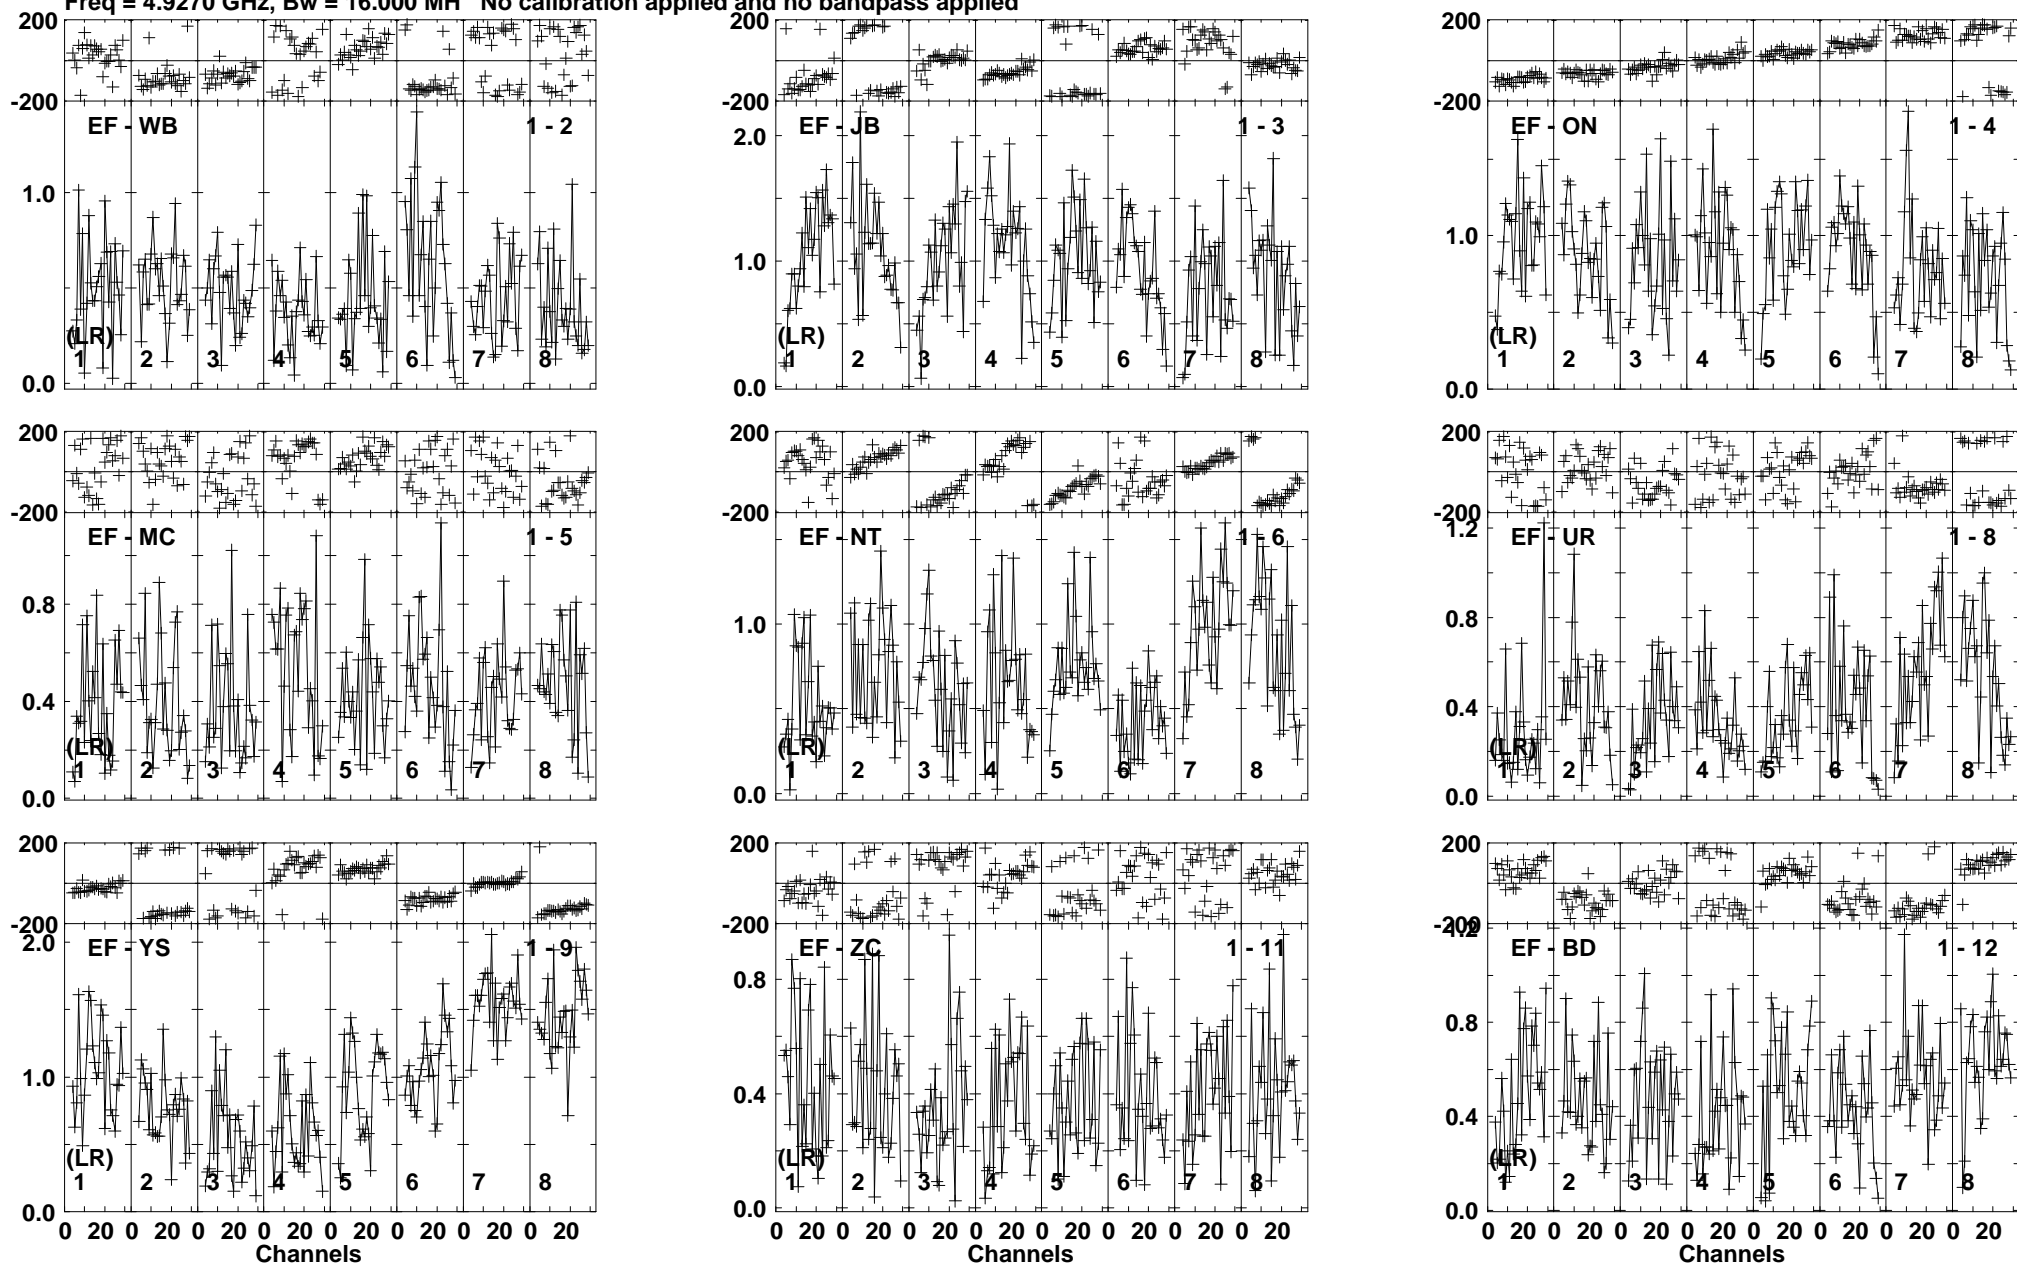 Freq = 4.9270 GHz, Bw = 16.000 MH No calibration applied and no bandpass applied
200 200 200
-200 -200 -200
EF - WB 1 - 2 EF - JB 1 - 3 EF - ON 1 - 4
2.0
1.0 1.0 1.0
(LR) (LR) (LR)
1 2 3 4 5 6 7 8 1 2 3 4 5 6 7 8 1 2 3 4 5 6 7 8
0.0 0.0 0.0
200 200 200
-200 -200 -200
EF - MC 1 - 5 EF - NT 1 - 6 EF - UR 1 - 8
1.2
0.8 1.0 0.8
0.4 0.4
(LR) (LR) (LR)
1 2 3 4 5 6 7 8 1 2 3 4 5 6 7 8 1 2 3 4 5 6 7 8
0.0 0.0 0.0
200 200 200
-200 -200 -200
2.0 1.2
EF - YS 1 - 9 EF - ZC 1 - 11 EF - BD 1 - 12
0.8 0.8
1.0
0.4 0.4
(LR) (LR) (LR)
1 2 3 4 5 6 7 8 1 2 3 4 5 6 7 8 1 2 3 4 5 6 7 8
0.0 0.0 0.0
0 20 0 20 0 20 0 20 0 20 0 20 0 20 0 20 0 20 0 20 0 20 0 20 0 20 0 20 0 20 0 20 0 20 0 20 0 20 0 20 0 20 0 20 0 20 0 20
Channels Channels Channels